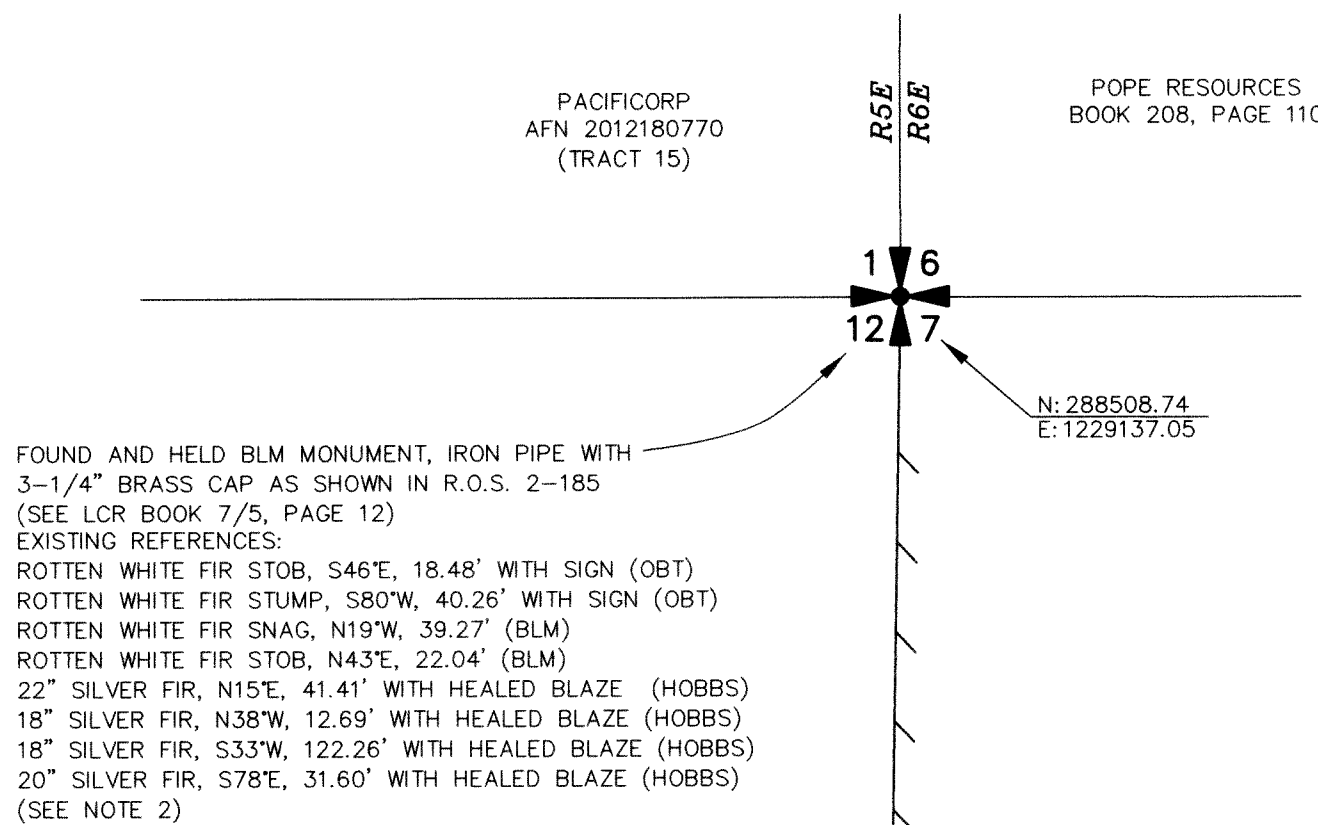 PACIFICORP
AFN 2012180770
(TRACT 15)
R5E
R6E
POPE RESOURCES
BOOK 208, PAGE 110
1 6
12 7
N: 288508.74
E: 1229137.05
FOUND AND HELD BLM MONUMENT, IRON PIPE WITH
3-1/4" BRASS CAP AS SHOWN IN R.O.S. 2-185
(SEE LCR BOOK 7/5, PAGE 12)
EXISTING REFERENCES:
ROTTEN WHITE FIR STOB, S46°E, 18.48' WITH SIGN (OBT)
ROTTEN WHITE FIR STUMP, S80°W, 40.26' WITH SIGN (OBT)
ROTTEN WHITE FIR SNAG, N19°W, 39.27' (BLM)
ROTTEN WHITE FIR STOB, N43°E, 22.04' (BLM)
22" SILVER FIR, N15°E, 41.41' WITH HEALED BLAZE (HOBBS)
18" SILVER FIR, N38°W, 12.69' WITH HEALED BLAZE (HOBBS)
18" SILVER FIR, S33°W, 122.26' WITH HEALED BLAZE (HOBBS)
20" SILVER FIR, S78°E, 31.60' WITH HEALED BLAZE (HOBBS)
(SEE NOTE 2)